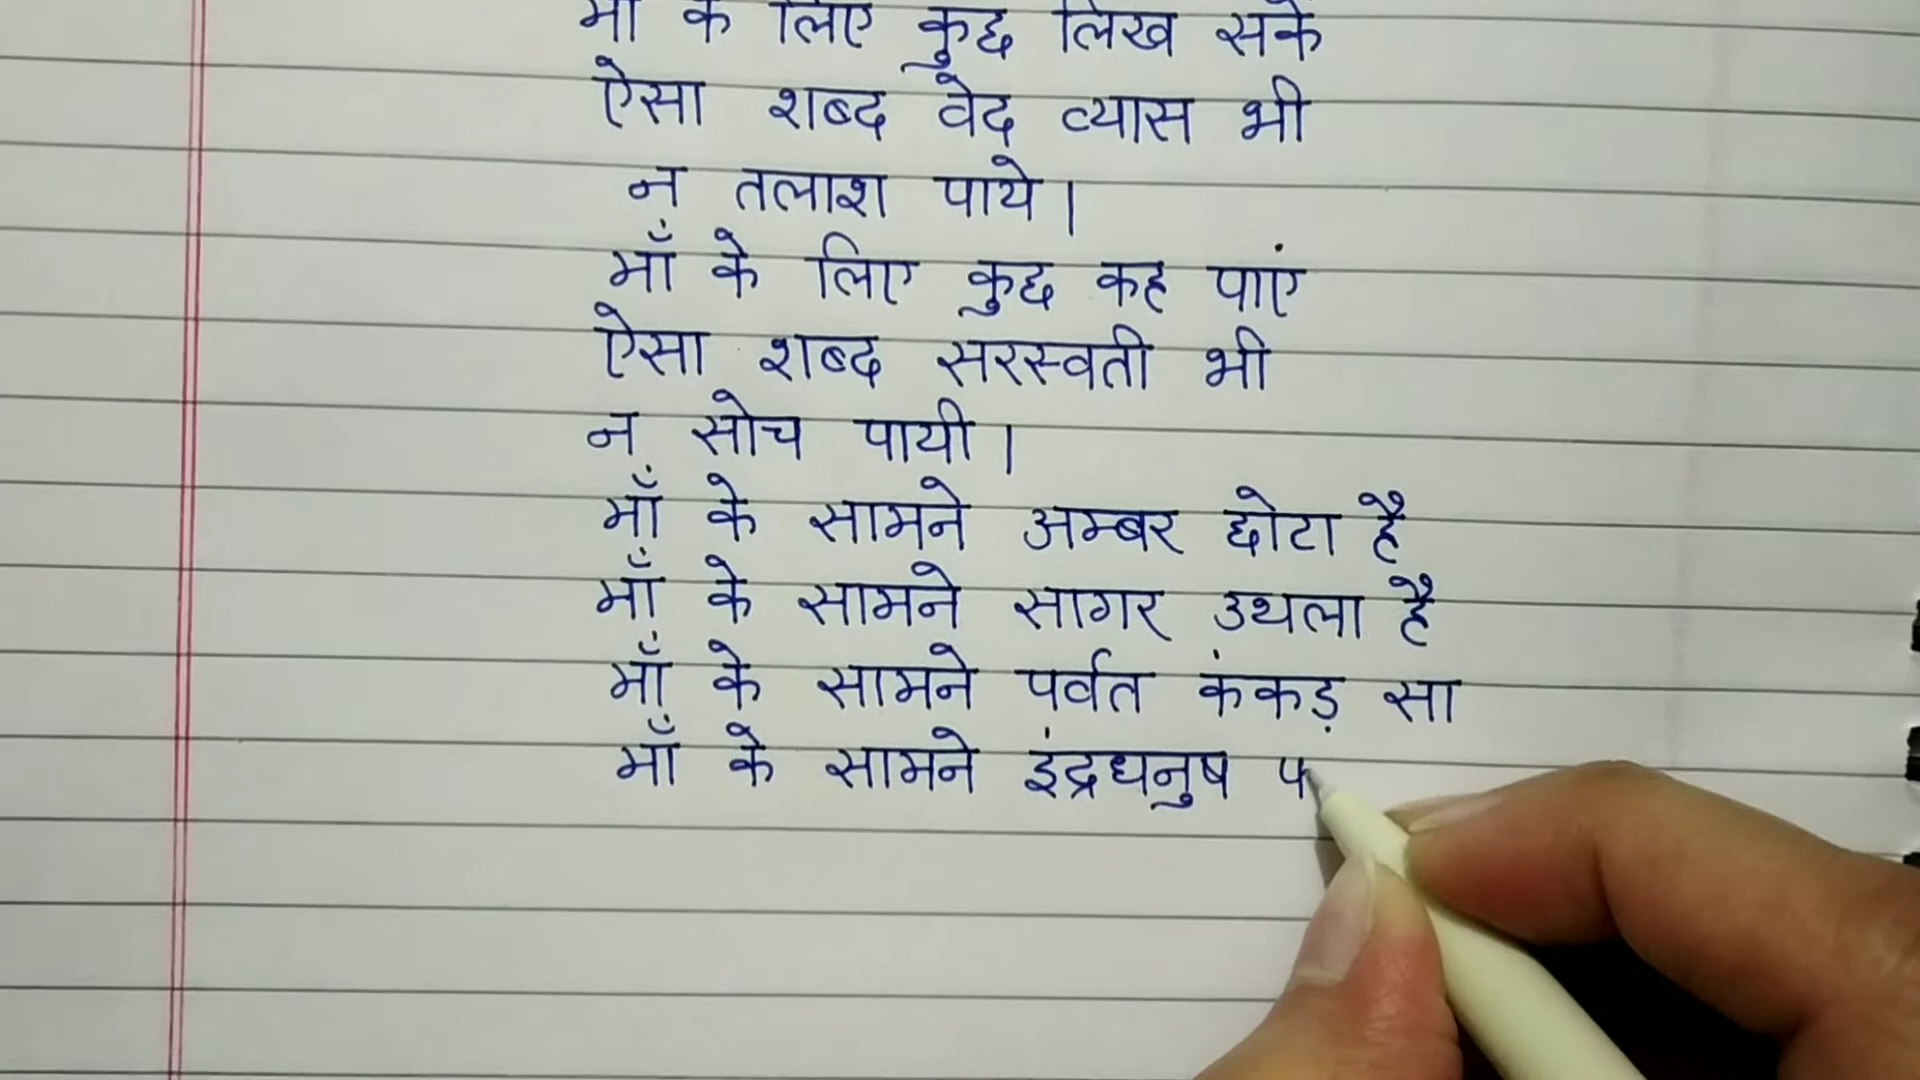 माँ के लिए कुछ लिख सकें
ऐसा शब्द वेद व्यास भी
न तलाश पाये।
माँ के लिए कुछ कह पाएं
ऐसा शब्द सरस्वती भी
न सोच पायी।
माँ के सामने अम्बर छोटा है
माँ के सामने सागर उथला है
माँ के सामने पर्वत कंकड़ सा
माँ के सामने इंद्रधनुष